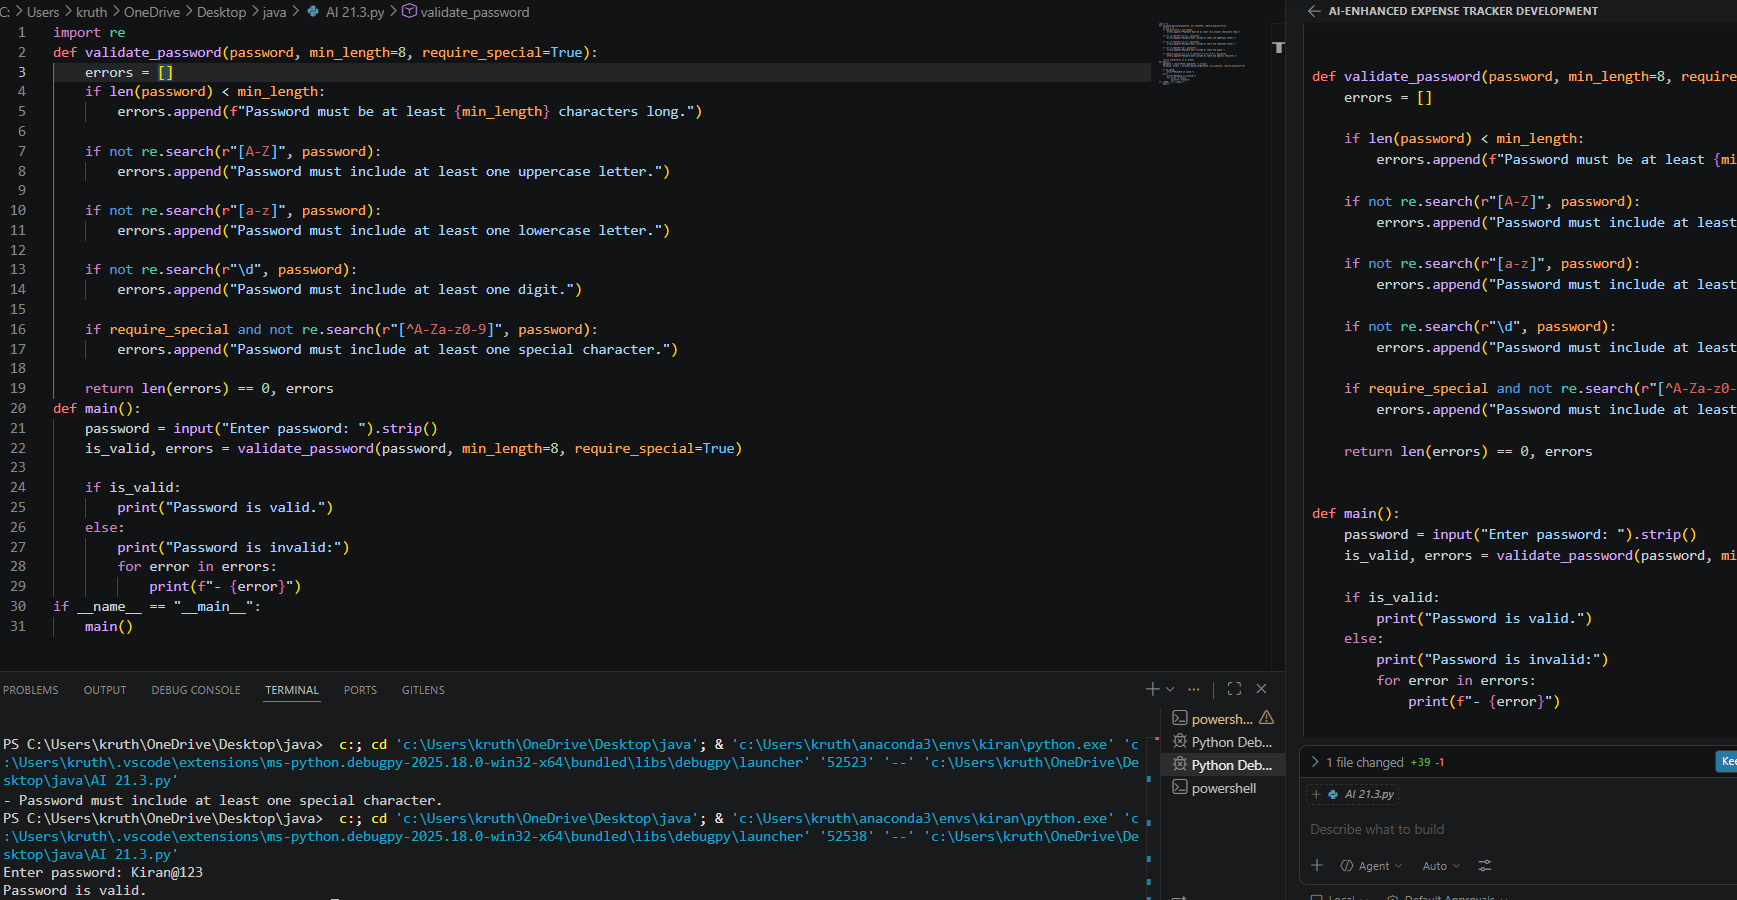 C: > Users > kruth > OneDrive > Desktop > java > AI 21.3.py > validate_password
1 import re
2 def validate_password(password, min_length=8, require_special=True):
3 errors = []
4 if len(password) < min_length:
5 errors.append(f"Password must be at least {min_length} characters long.")
6
7 if not re.search(r"[A-Z]", password):
8 errors.append("Password must include at least one uppercase letter.")
9
10 if not re.search(r"[a-z]", password):
11 errors.append("Password must include at least one lowercase letter.")
12
13 if not re.search(r"\d", password):
14 errors.append("Password must include at least one digit.")
15
16 if require_special and not re.search(r"[^A-Za-z0-9]", password):
17 errors.append("Password must include at least one special character.")
18
19 return len(errors) == 0, errors
20 def main():
21 password = input("Enter password: ").strip()
22 is_valid, errors = validate_password(password, min_length=8, require_special=True)
23
24 if is_valid:
25 print("Password is valid.")
26 else:
27 print("Password is invalid:")
28 for error in errors:
29 print(f"- {error}")
30 if __name__ == "__main__":
31 main()
PROBLEMS OUTPUT DEBUG CONSOLE TERMINAL PORTS GITLENS
PS C:\Users\kruth\OneDrive\Desktop\java> c:; cd 'c:\Users\kruth\OneDrive\Desktop\java'; & 'c:\Users\kruth\anaconda3\envs\kiran\python.exe' 'c
:\Users\kruth\.vscode\extensions\ms-python.debugpy-2025.18.0-win32-x64\bundled\libs\debugpy\launcher' '52523' '--' 'c:\Users\kruth\OneDrive\De
sktop\java\AI 21.3.py'
- Password must include at least one special character.
PS C:\Users\kruth\OneDrive\Desktop\java> c:; cd 'c:\Users\kruth\OneDrive\Desktop\java'; & 'c:\Users\kruth\anaconda3\envs\kiran\python.exe' 'c
:\Users\kruth\.vscode\extensions\ms-python.debugpy-2025.18.0-win32-x64\bundled\libs\debugpy\launcher' '52538' '--' 'c:\Users\kruth\OneDrive\De
sktop\java\AI 21.3.py'
Enter password: Kiran@123
Password is valid.
powersh...
Python Deb...
Python Deb...
powershell
AI-ENHANCED EXPENSE TRACKER DEVELOPMENT
def validate_password(password, min_length=8, require
errors = []
if len(password) < min_length:
errors.append(f"Password must be at least {mi
if not re.search(r"[A-Z]", password):
errors.append("Password must include at least
if not re.search(r"[a-z]", password):
errors.append("Password must include at least
if not re.search(r"\d", password):
errors.append("Password must include at least
if require_special and not re.search(r"[^A-Za-z0-
errors.append("Password must include at least
return len(errors) == 0, errors
def main():
password = input("Enter password: ").strip()
is_valid, errors = validate_password(password, mi
if is_valid:
print("Password is valid.")
else:
print("Password is invalid:")
for error in errors:
print(f"- {error}")
1 file changed +39 -1
Kee
+ AI 21.3.py
Describe what to build
Agent Auto
Local Default Approvals